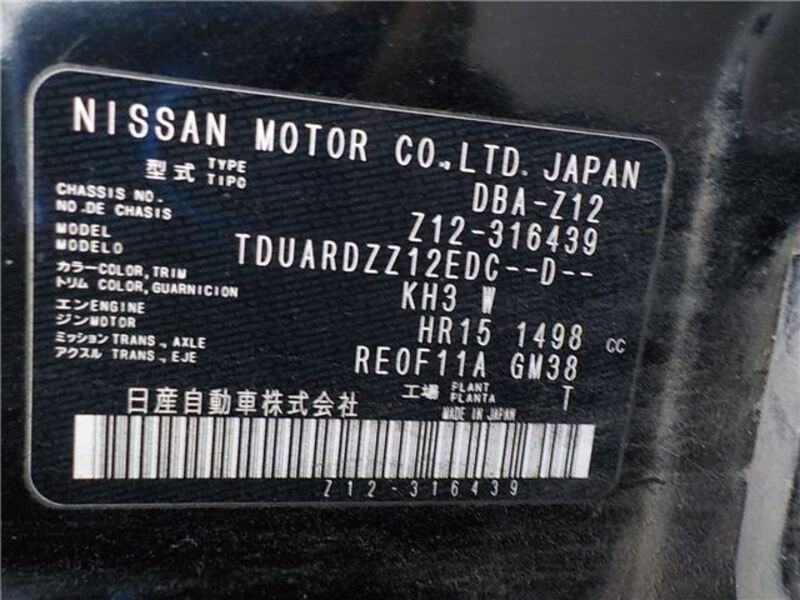 NISSAN MOTOR CO.,LTD. JAPAN
型式 TYPE TIPO DBA-Z12
CHASSIS NO.
NO.DE CHASIS Z12-316439
MODEL
MODELO TDUARDZZ12EDC--D--
カラー COLOR, TRIM
トリム COLOR, GUARNICION KH3 W
エンENGINE
ジンMOTOR HR15 1498 CC
ミッション TRANS., AXLE
アクスル TRANS., EJE RE0F11A GM38
日産自動車株式会社 工場 PLANT PLANTA T
MADE IN JAPAN
Z12-316439